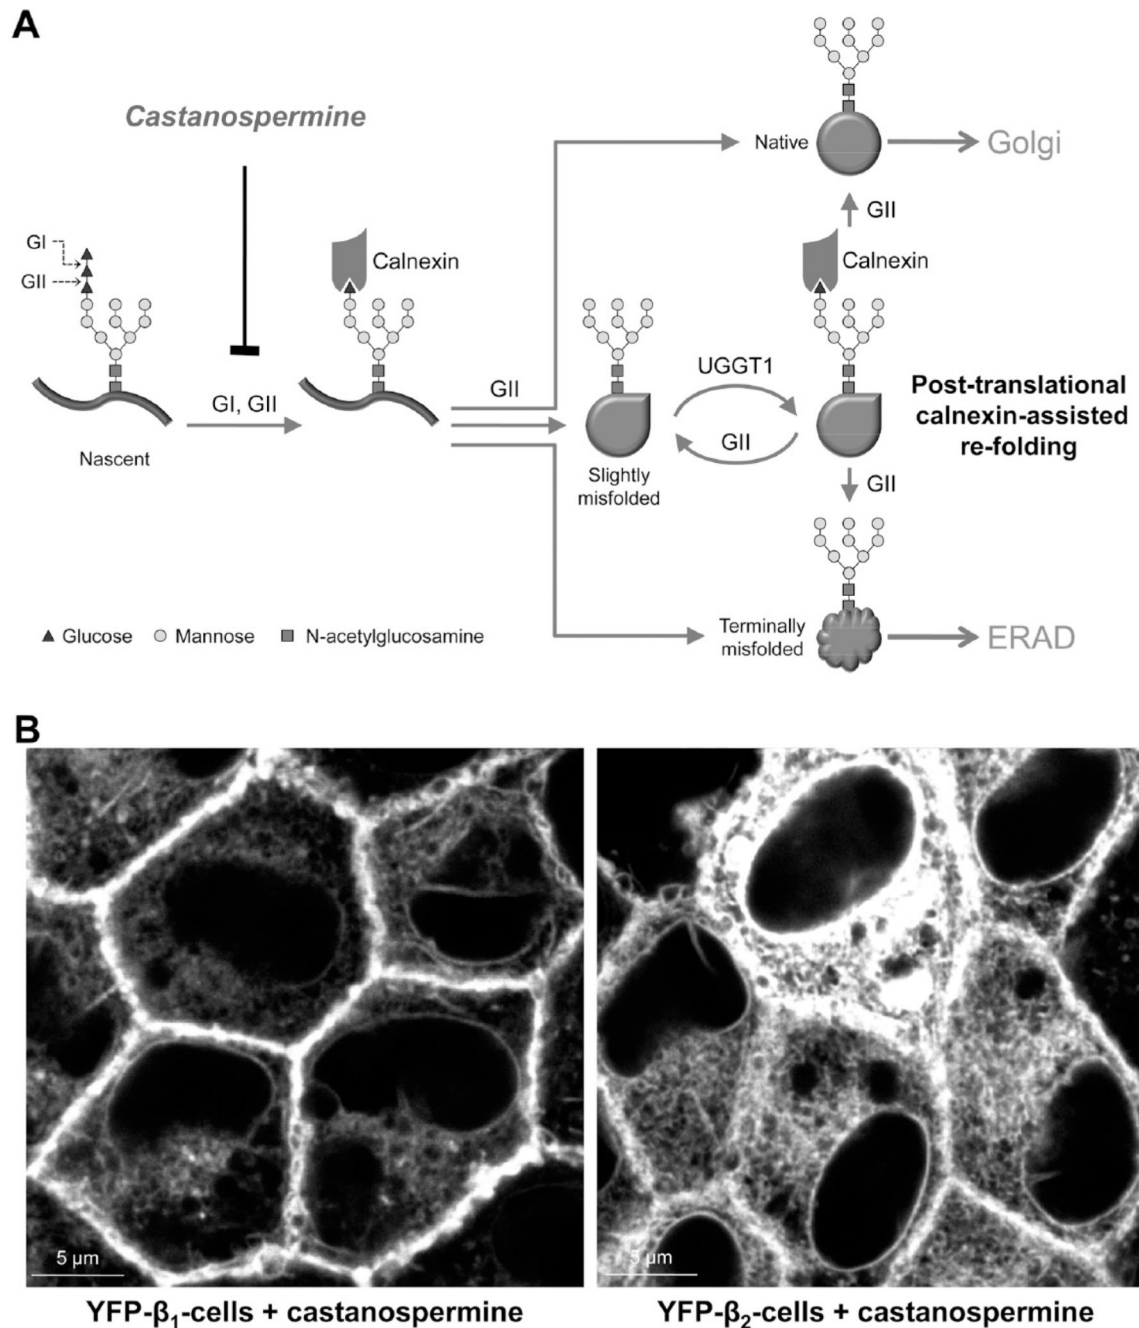 A
Castanospermine
Native
Golgi
GII
GI
GII
Calnexin
Calnexin
UGGT1
GII
GI, GII
GII
Post-translational
calnexin-assisted
re-folding
Nascent
Slightly
misfolded
GII
Glucose
Mannose
N-acetylglucosamine
Terminally
misfolded
ERAD
B
5 µm
5 µm
YFP-β₁-cells + castanospermine
YFP-β₂-cells + castanospermine